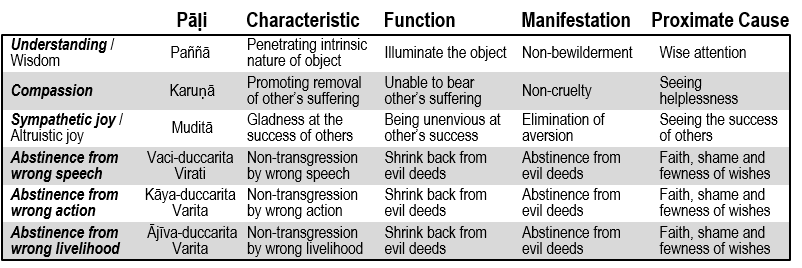 Pāḷi Characteristic Function Manifestation Proximate Cause
Understanding / Wisdom Paññā Penetrating intrinsic nature of object Illuminate the object Non-bewilderment Wise attention
Compassion Karuṇā Promoting removal of other's suffering Unable to bear other's suffering Non-cruelty Seeing helplessness
Sympathetic joy / Altruistic joy Muditā Gladness at the success of others Being unenvious at other's success Elimination of aversion Seeing the success of others
Abstinence from wrong speech Vaci-duccarita Virati Non-transgression by wrong speech Shrink back from evil deeds Abstinence from evil deeds Faith, shame and fewness of wishes
Abstinence from wrong action Kāya-duccarita Varita Non-transgression by wrong action Shrink back from evil deeds Abstinence from evil deeds Faith, shame and fewness of wishes
Abstinence from wrong livelihood Ājīva-duccarita Varita Non-transgression by wrong livelihood Shrink back from evil deeds Abstinence from evil deeds Faith, shame and fewness of wishes